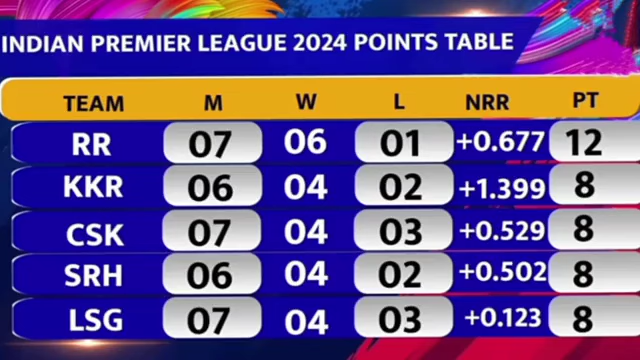 INDIAN PREMIER LEAGUE 2024 POINTS TABLE
TEAM M W L NRR PT
RR 07 06 01 +0.677 12
KKR 06 04 02 +1.399 8
CSK 07 04 03 +0.529 8
SRH 06 04 02 +0.502 8
LSG 07 04 03 +0.123 8